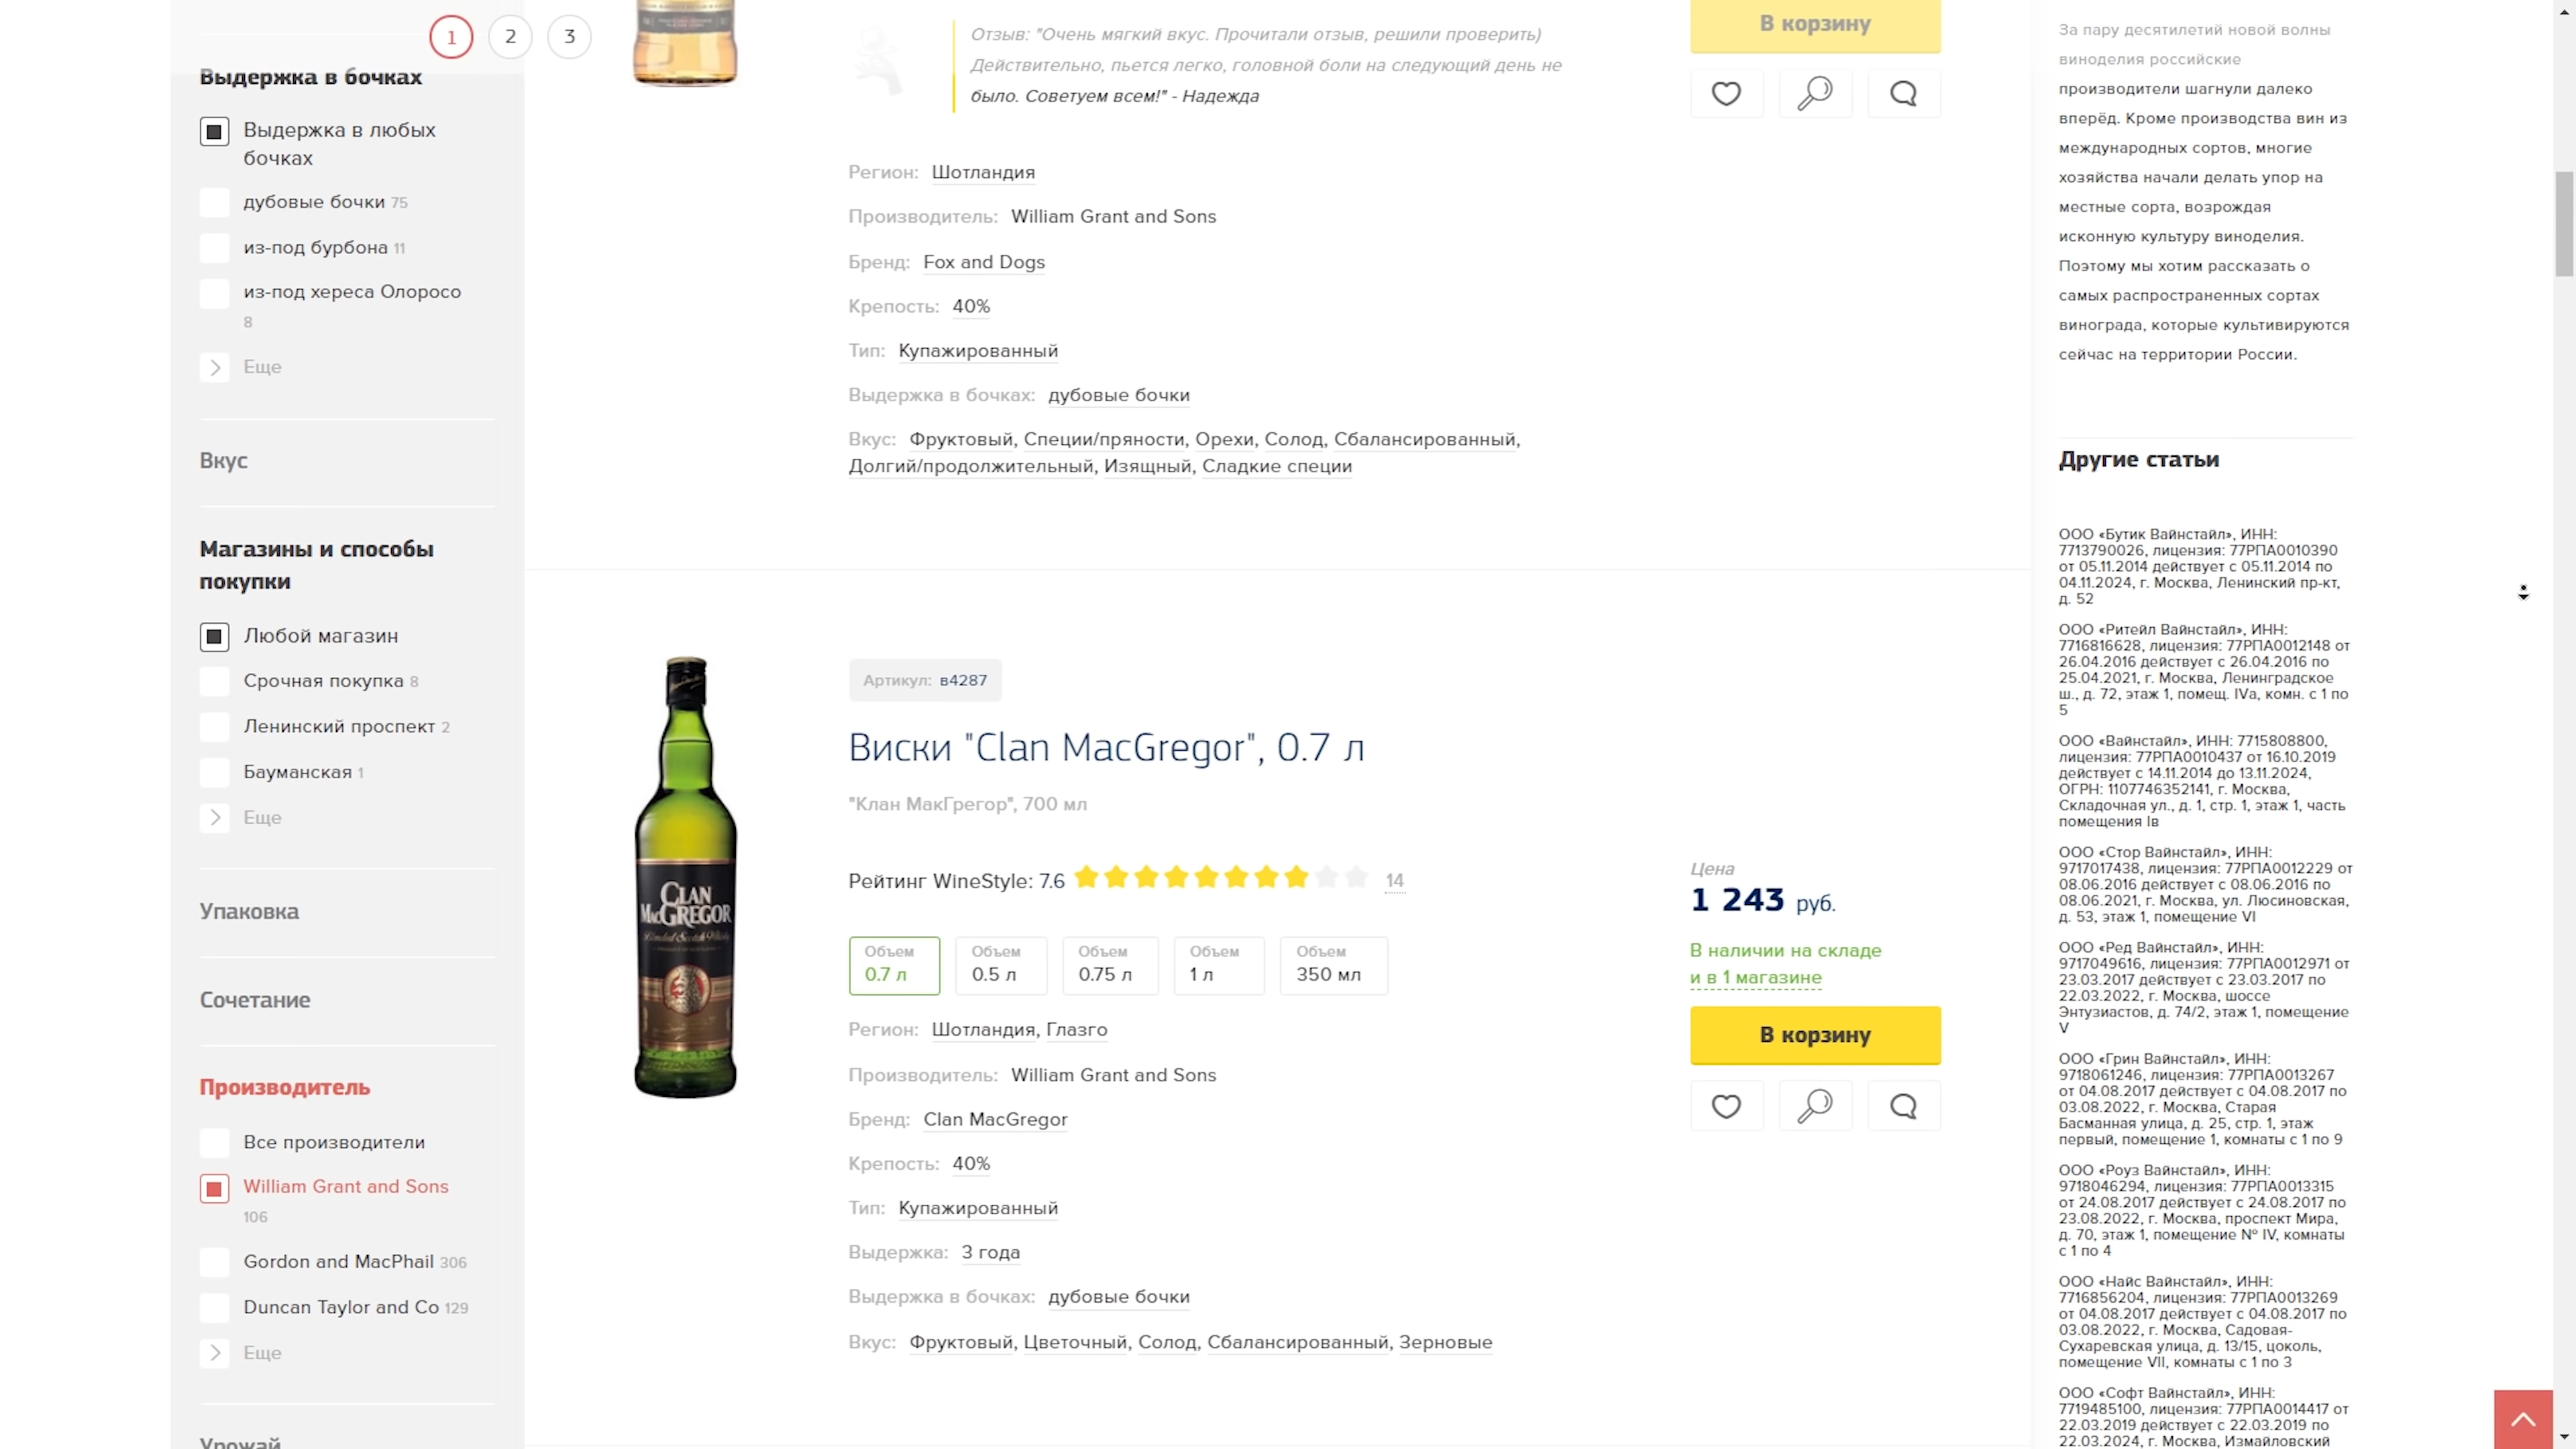 1
2
3
Выдержка в бочках
Выдержка в любых
бочках
дубовые бочки 75
из-под бурбона 11
из-под хереса Олоросо
8
Еще
Вкус
Магазины и способы
покупки
Любой магазин
Срочная покупка 8
Ленинский проспект 2
Бауманская 1
Еще
Упаковка
Сочетание
Производитель
Все производители
William Grant and Sons
106
Gordon and MacPhail 306
Duncan Taylor and Co 129
Еще
Урожай
Отзыв: "Очень мягкий вкус. Прочитали отзыв, решили проверить)
Действительно, пьется легко, головной боли на следующий день не
было. Советуем всем!" - Надежда
Регион: Шотландия
Производитель: William Grant and Sons
Бренд: Fox and Dogs
Крепость: 40%
Тип: Купажированный
Выдержка в бочках: дубовые бочки
Вкус: Фруктовый, Специи/пряности, Орехи, Солод, Сбалансированный,
Долгий/продолжительный, Изящный, Сладкие специи
В корзину
CLAN
MACGREGOR
Blended Scotch Whisky
Артикул: в4287
Виски "Clan MacGregor", 0.7 л
"Клан МакГрегор", 700 мл
Рейтинг WineStyle: 7.6 14
Объем 0.7 л
Объем 0.5 л
Объем 0.75 л
Объем 1 л
Объем 350 мл
Регион: Шотландия, Глазго
Производитель: William Grant and Sons
Бренд: Clan MacGregor
Крепость: 40%
Тип: Купажированный
Выдержка: 3 года
Выдержка в бочках: дубовые бочки
Вкус: Фруктовый, Цветочный, Солод, Сбалансированный, Зерновые
Цена
1 243 руб.
В наличии на складе
и в 1 магазине
В корзину
За пару десятилетий новой волны
виноделия российские
производители шагнули далеко
вперёд. Кроме производства вин из
международных сортов, многие
хозяйства начали делать упор на
местные сорта, возрождая
исконную культуру виноделия.
Поэтому мы хотим рассказать о
самых распространенных сортах
винограда, которые культивируются
сейчас на территории России.
Другие статьи
ООО «Бутик Вайнстайл», ИНН:
7713790026, лицензия: 77РПА0010390
от 05.11.2014 действует с 05.11.2014 по
04.11.2024, г. Москва, Ленинский пр-кт,
д. 52
ООО «Ритейл Вайнстайл», ИНН:
7716816628, лицензия: 77РПА0012148 от
26.04.2016 действует с 26.04.2016 по
25.04.2021, г. Москва, Ленинградское
ш., д. 72, этаж 1, помещ. IVа, комн. с 1 по
5
ООО «Вайнстайл», ИНН: 7715808800,
лицензия: 77РПА0010437 от 16.10.2019
действует с 14.11.2014 до 13.11.2024,
ОГРН: 1107746352141, г. Москва,
Складочная ул., д. 1, стр. 1, этаж 1, часть
помещения Iв
ООО «Стор Вайнстайл», ИНН:
9717017438, лицензия: 77РПА0012229 от
08.06.2016 действует с 08.06.2016 по
08.06.2021, г. Москва, ул. Люсиновская,
д. 53, этаж 1, помещение VI
ООО «Ред Вайнстайл», ИНН:
9717049616, лицензия: 77РПА0012971 от
23.03.2017 действует с 23.03.2017 по
22.03.2022, г. Москва, шоссе
Энтузиастов, д. 74/2, этаж 1, помещение
V
ООО «Грин Вайнстайл», ИНН:
9718061246, лицензия: 77РПА0013267
от 04.08.2017 действует с 04.08.2017 по
03.08.2022, г. Москва, Старая
Басманная улица, д. 25, стр. 1, этаж
первый, помещение 1, комнаты с 1 по 9
ООО «Роуз Вайнстайл», ИНН:
9718046294, лицензия: 77РПА0013315
от 24.08.2017 действует с 24.08.2017 по
23.08.2022, г. Москва, проспект Мира,
д. 70, этаж 1, помещение № IV, комнаты
с 1 по 4
ООО «Найс Вайнстайл», ИНН:
7716856204, лицензия: 77РПА0013269
от 04.08.2017 действует с 04.08.2017 по
03.08.2022, г. Москва, Садовая-
Сухаревская улица, д. 13/15, цоколь,
помещение VII, комнаты с 1 по 3
ООО «Софт Вайнстайл», ИНН:
7719485100, лицензия: 77РПА0014417 от
22.03.2019 действует с 22.03.2019 по
22.03.2024, г. Москва, Измайловский